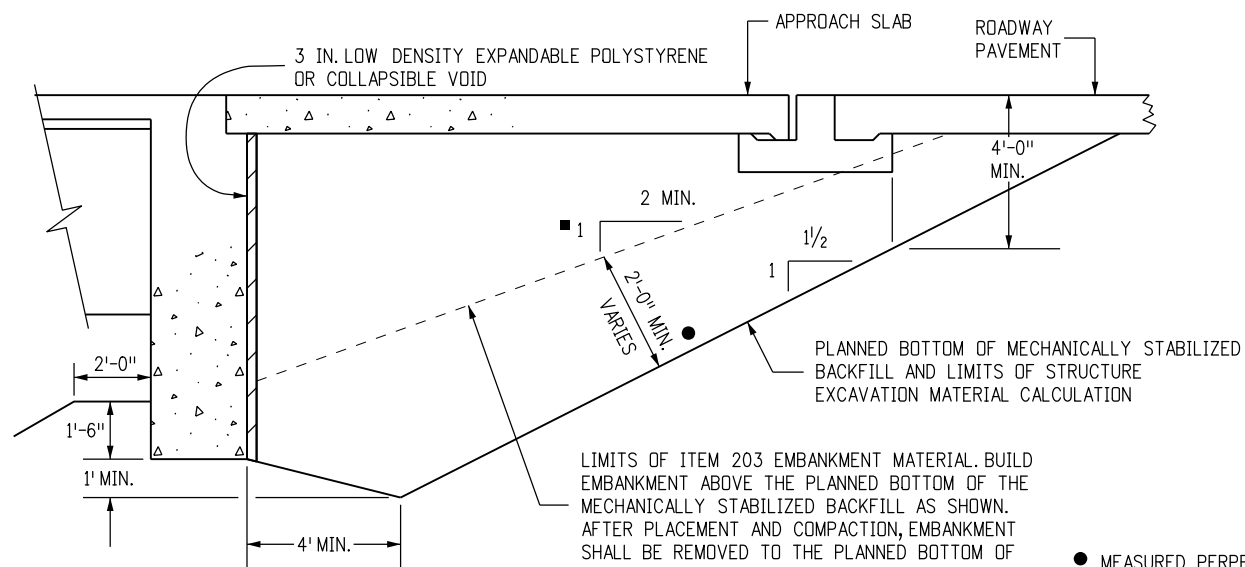 APPROACH SLAB
ROADWAY
PAVEMENT
3 IN. LOW DENSITY EXPANDABLE POLYSTYRENE
OR COLLAPSIBLE VOID
4'-0"
MIN.
2 MIN.
■ 1
1½
1
2'-0" MIN.
VARIES
●
PLANNED BOTTOM OF MECHANICALLY STABILIZED
BACKFILL AND LIMITS OF STRUCTURE
EXCAVATION MATERIAL CALCULATION
2'-0"
1'-6"
1' MIN.
4' MIN.
LIMITS OF ITEM 203 EMBANKMENT MATERIAL. BUILD
EMBANKMENT ABOVE THE PLANNED BOTTOM OF THE
MECHANICALLY STABILIZED BACKFILL AS SHOWN.
AFTER PLACEMENT AND COMPACTION, EMBANKMENT
SHALL BE REMOVED TO THE PLANNED BOTTOM OF
● MEASURED PERPE